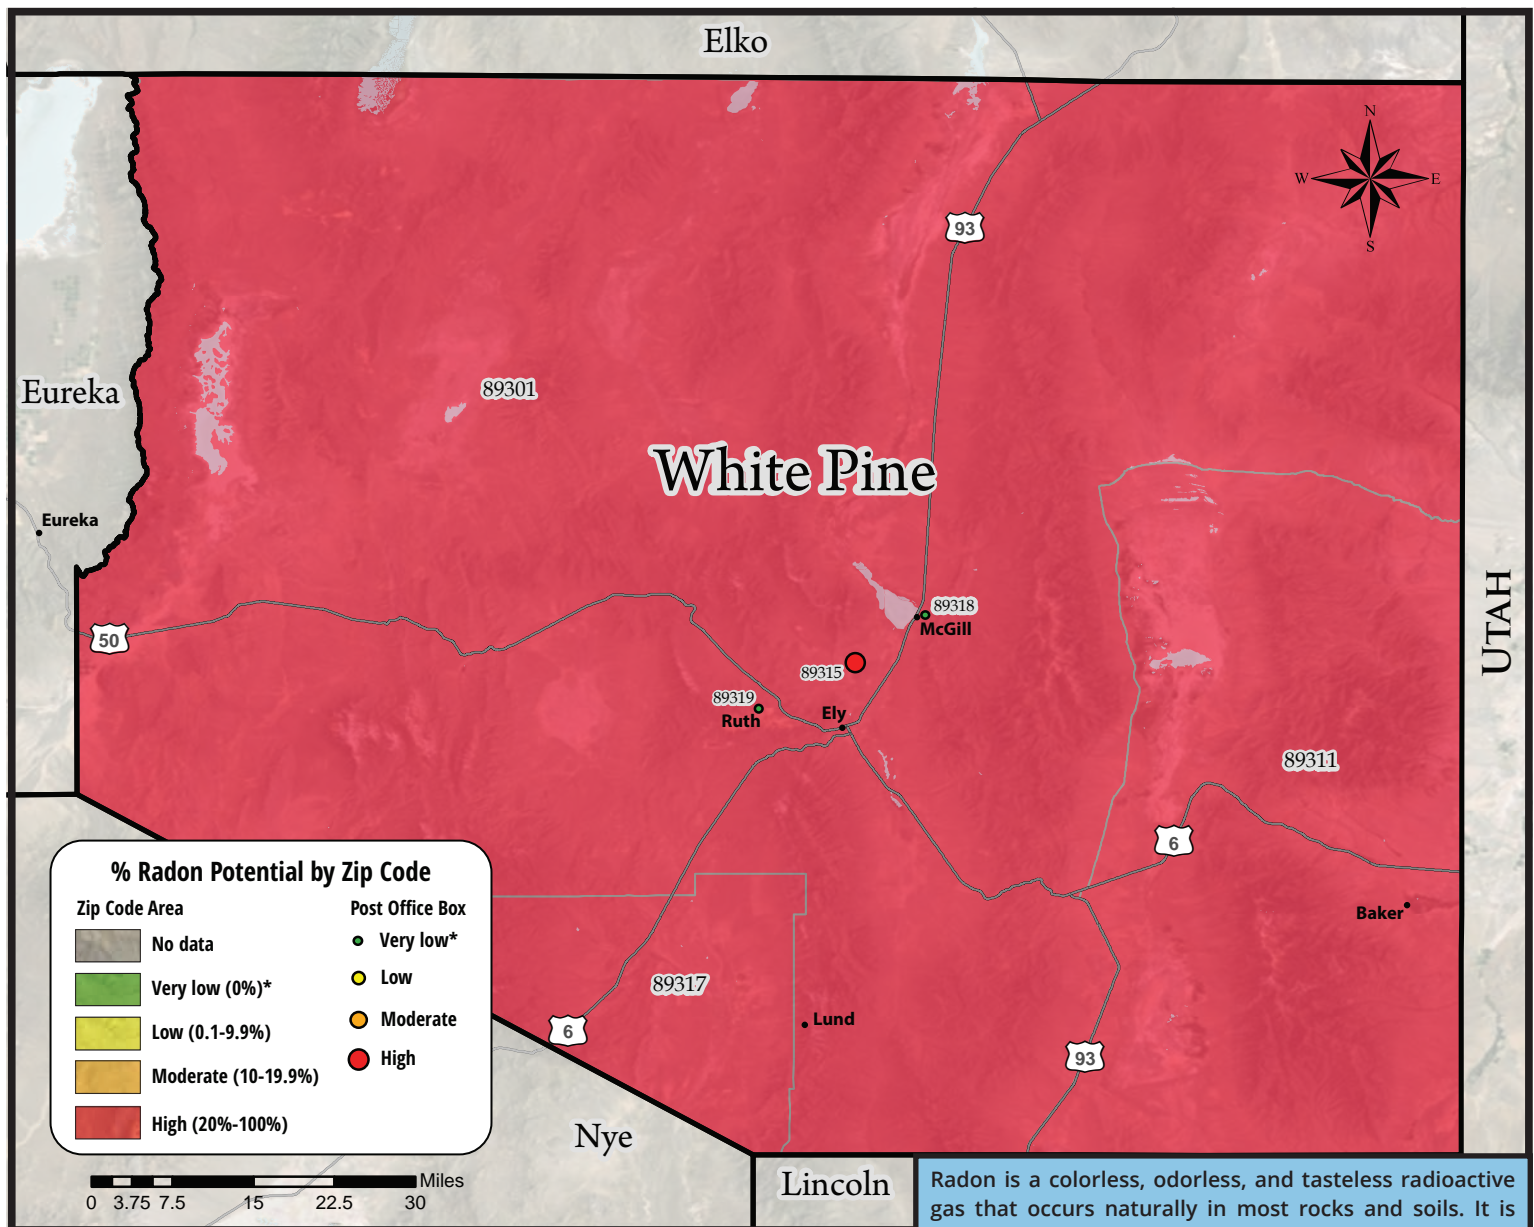 Elko
N
W
E
S
93
Eureka
89301
White Pine
Eureka
UTAH
50
89318
McGill
89315
89319
Ruth
Ely
89311
6
Baker
89317
Lund
6
93
% Radon Potential by Zip Code
Zip Code Area
No data
Very low (0%)*
Low (0.1-9.9%)
Moderate (10-19.9%)
High (20%-100%)
Post Office Box
Very low*
Low
Moderate
High
Nye
Lincoln
Miles
0 3.75 7.5 15 22.5 30
Radon is a colorless, odorless, and tasteless radioactive
gas that occurs naturally in most rocks and soils. It is